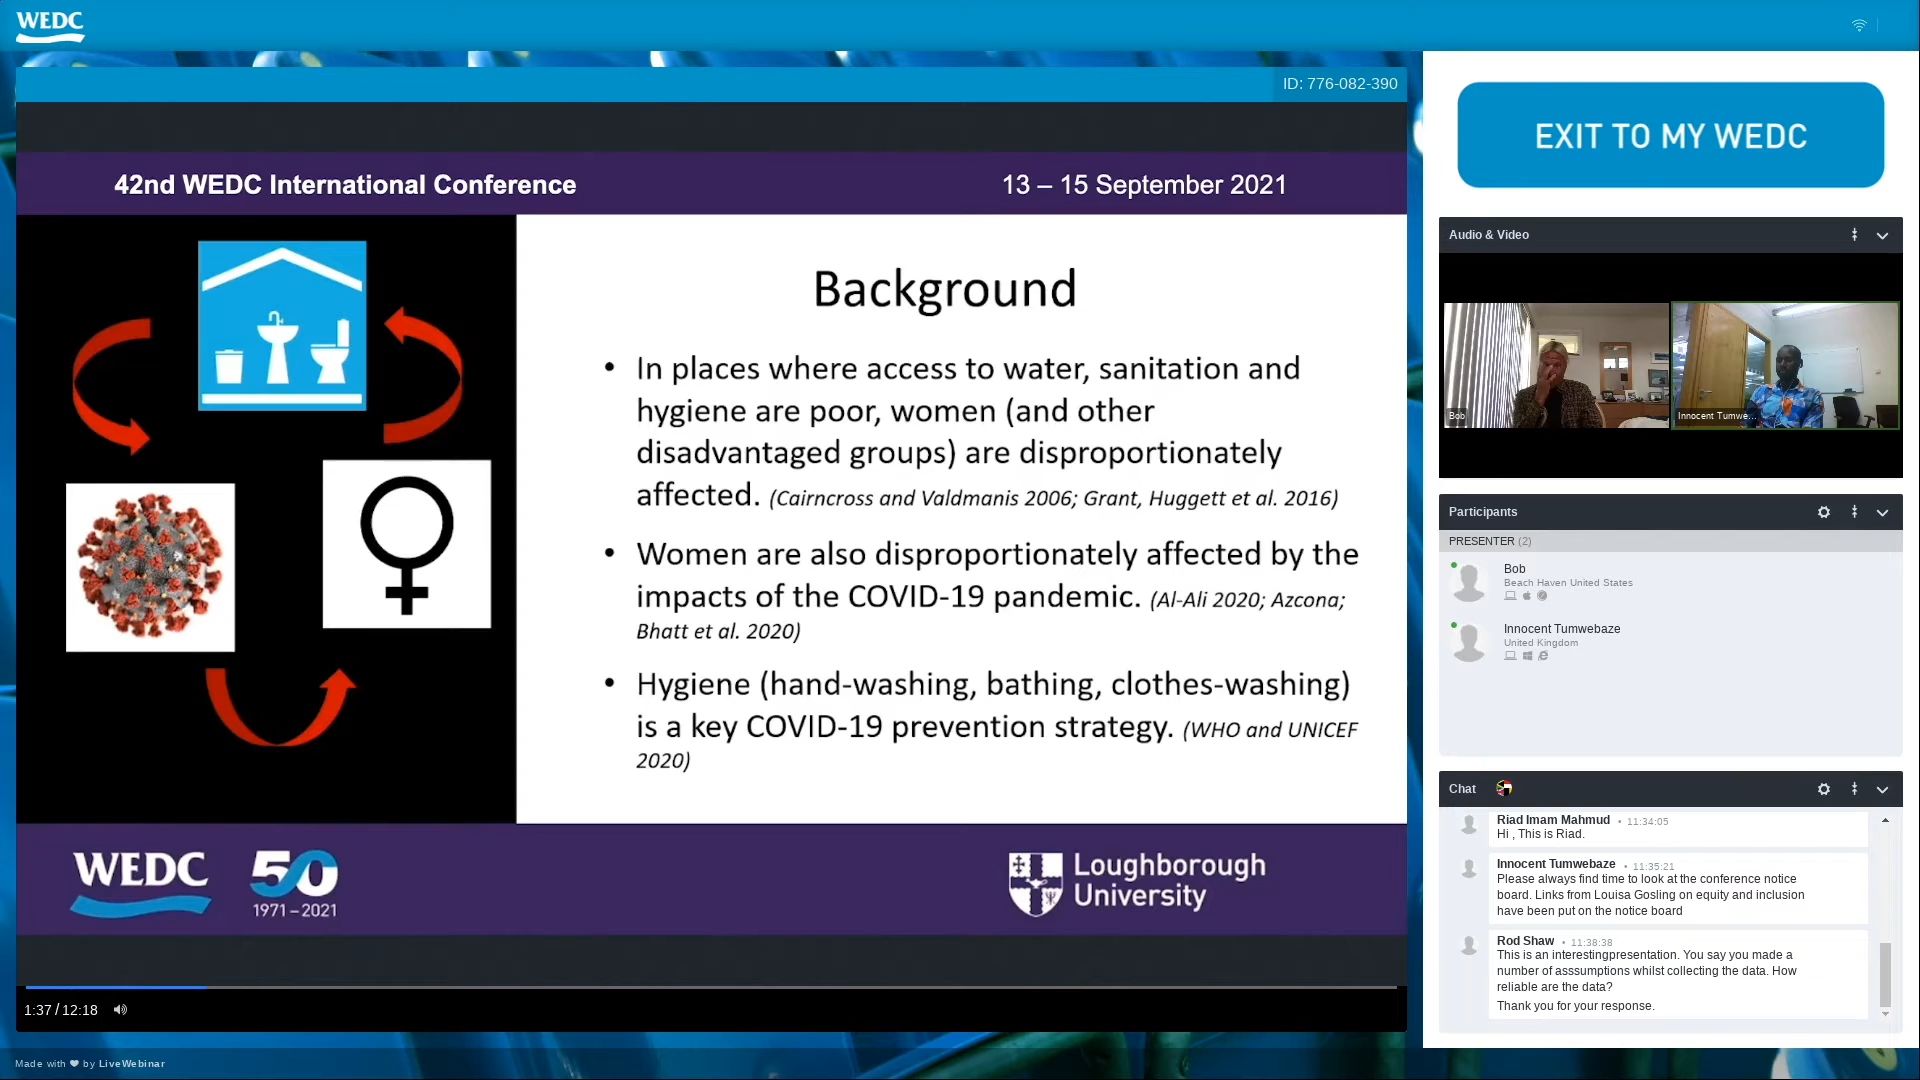 WEDC
ID: 776-082-390
EXIT TO MY WEDC
42nd WEDC International Conference
13 – 15 September 2021
Background
• In places where access to water, sanitation and
hygiene are poor, women (and other
disadvantaged groups) are disproportionately
affected. (Cairncross and Valdmanis 2006; Grant, Huggett et al. 2016)
• Women are also disproportionately affected by the
impacts of the COVID-19 pandemic. (Al-Ali 2020; Azcona;
Bhatt et al. 2020)
• Hygiene (hand-washing, bathing, clothes-washing)
is a key COVID-19 prevention strategy. (WHO and UNICEF
2020)
WEDC
50
1971 – 2021
Loughborough
University
1:37 / 12:18
Made with ❤ by LiveWebinar
Audio & Video
Bob
Innocent Tumwe...
Participants
PRESENTER (2)
Bob
Beach Haven United States
Innocent Tumwebaze
United Kingdom
Chat
Riad Imam Mahmud • 11:34:05
Hi , This is Riad.
Innocent Tumwebaze • 11:35:21
Please always find time to look at the conference notice
board. Links from Louisa Gosling on equity and inclusion
have been put on the notice board
Rod Shaw • 11:38:38
This is an interestingpresentation. You say you made a
number of asssumptions whilst collecting the data. How
reliable are the data?
Thank you for your response.